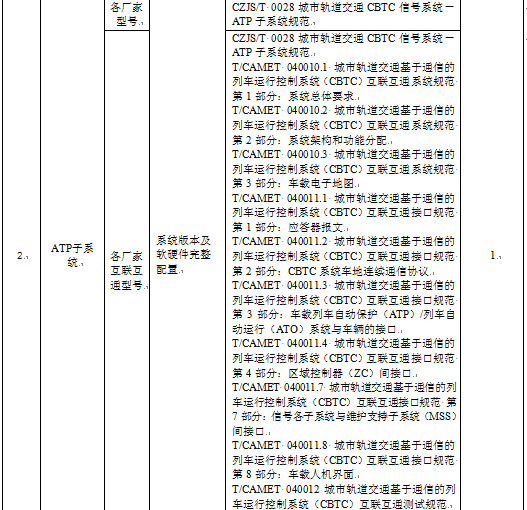 各厂家
型号
CZJS/T 0028 城市轨道交通 CBTC 信号系统—
ATP 子系统规范
2.
ATP子系
统
各厂家
互联互
通型号
系统版本及
软硬件完整
配置
CZJS/T 0028 城市轨道交通 CBTC 信号系统—
ATP 子系统规范
T/CAMET 040010.1 城市轨道交通基于通信的
列车运行控制系统（CBTC）互联互通系统规范
第 1 部分：系统总体要求
T/CAMET 040010.2 城市轨道交通基于通信的
列车运行控制系统（CBTC）互联互通系统规范
第 2 部分：系统架构和功能分配
T/CAMET 040010.3 城市轨道交通基于通信的
列车运行控制系统（CBTC）互联互通系统规范
第 3 部分：车载电子地图
T/CAMET 040011.1 城市轨道交通基于通信的
列车运行控制系统（CBTC）互联互通接口规范
第 1 部分：应答器报文
T/CAMET 040011.2 城市轨道交通基于通信的
列车运行控制系统（CBTC）互联互通接口规范
第 2 部分：CBTC 系统车地连续通信协议
T/CAMET 040011.3 城市轨道交通基于通信的
列车运行控制系统（CBTC）互联互通接口规范
第 3 部分：车载列车自动保护（ATP）/列车自
动运行（ATO）系统与车辆的接口
T/CAMET 040011.4 城市轨道交通基于通信的
列车运行控制系统（CBTC）互联互通接口规范
第 4 部分：区域控制器（ZC）间接口
T/CAMET 040011.7 城市轨道交通基于通信的列
车运行控制系统（CBTC）互联互通接口规范 第
7 部分：信号各子系统与维护支持子系统（MSS）
间接口
T/CAMET 040011.8 城市轨道交通基于通信的
列车运行控制系统（CBTC）互联互通接口规范
第 8 部分：车载人机界面
T/CAMET 040012 城市轨道交通基于通信的列
车运行控制系统（CBTC）互联互通测试规范
1.